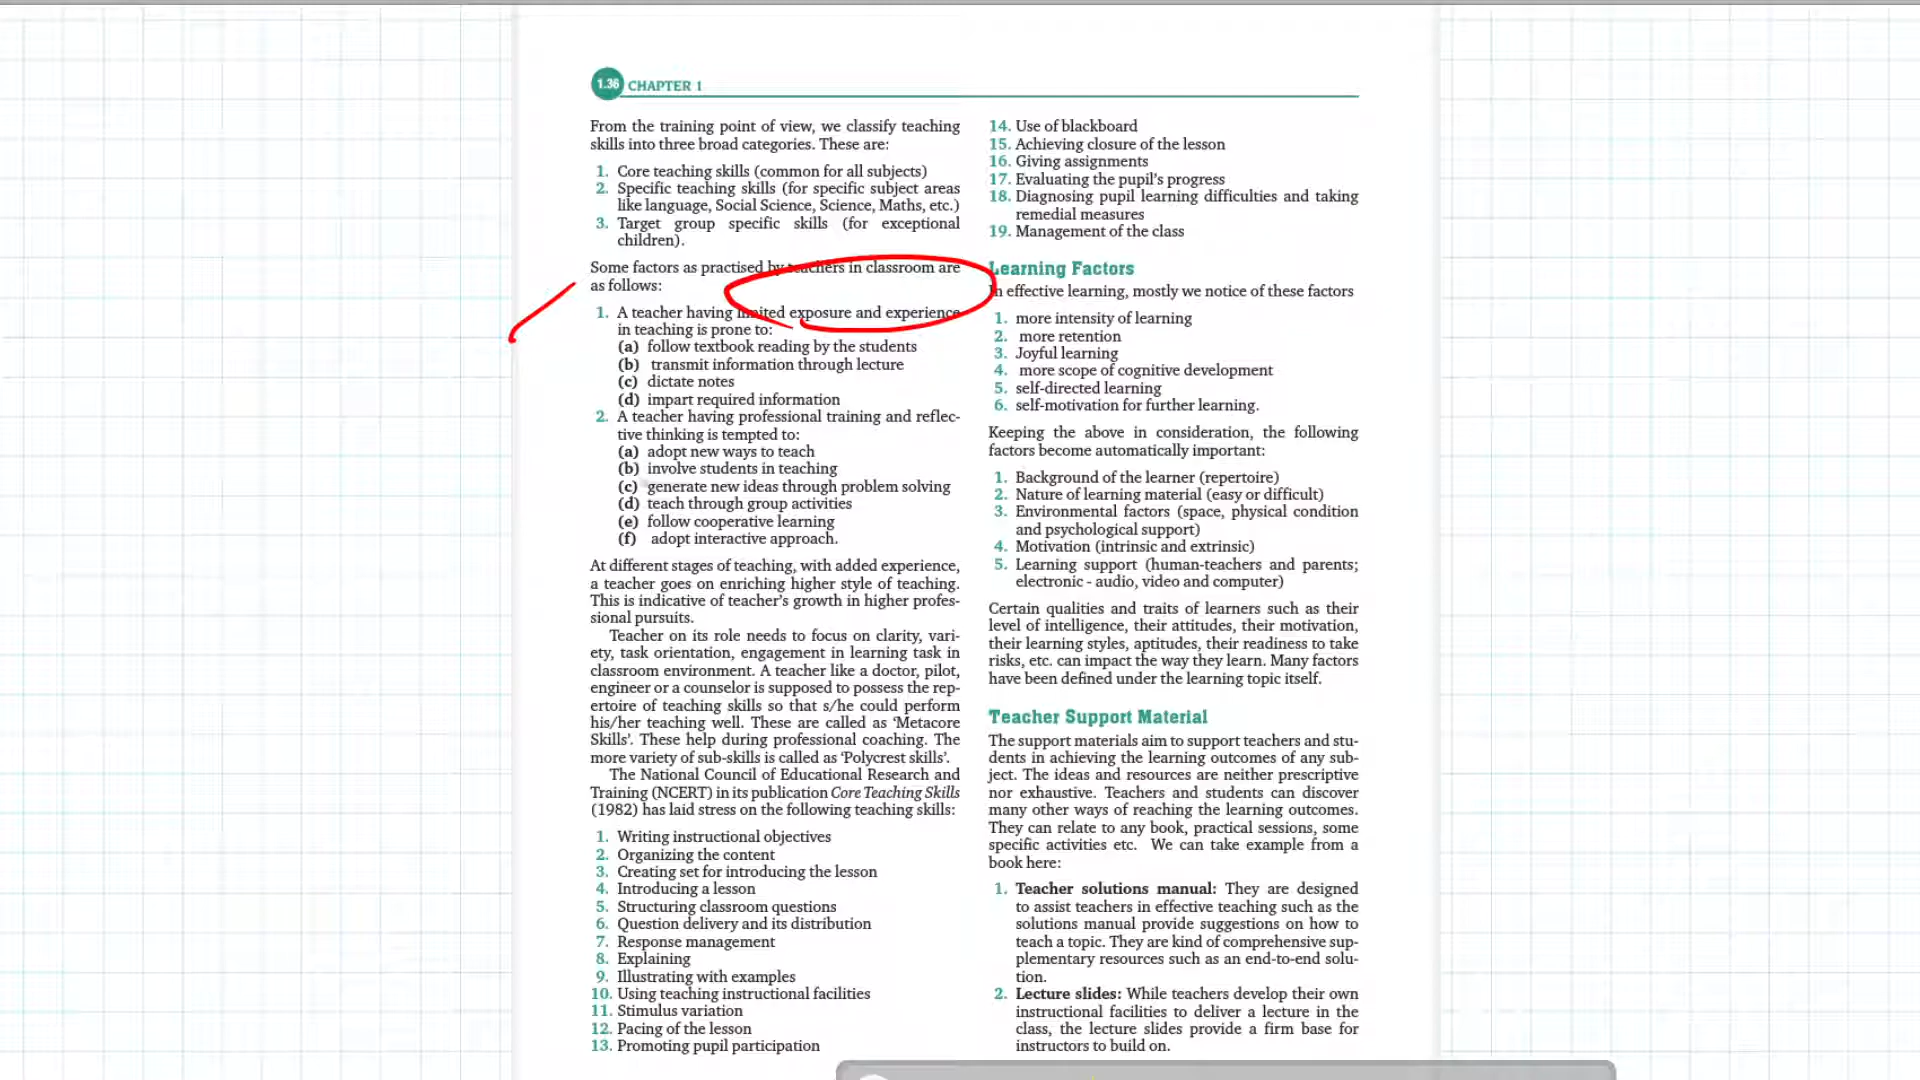 1.36 CHAPTER 1
From the training point of view, we classify teaching
skills into three broad categories. These are:
1. Core teaching skills (common for all subjects)
2. Specific teaching skills (for specific subject areas
like language, Social Science, Science, Maths, etc.)
3. Target group specific skills (for exceptional
children).
Some factors as practised by teachers in classroom are
as follows:
1. A teacher having limited exposure and experience
in teaching is prone to:
(a) follow textbook reading by the students
(b) transmit information through lecture
(c) dictate notes
(d) impart required information
2. A teacher having professional training and reflec-
tive thinking is tempted to:
(a) adopt new ways to teach
(b) involve students in teaching
(c) generate new ideas through problem solving
(d) teach through group activities
(e) follow cooperative learning
(f) adopt interactive approach.
At different stages of teaching, with added experience,
a teacher goes on enriching higher style of teaching.
This is indicative of teacher's growth in higher profes-
sional pursuits.
Teacher on its role needs to focus on clarity, vari-
ety, task orientation, engagement in learning task in
classroom environment. A teacher like a doctor, pilot,
engineer or a counselor is supposed to possess the rep-
ertoire of teaching skills so that s/he could perform
his/her teaching well. These are called as ‘Metacore
Skills’. These help during professional coaching. The
more variety of sub-skills is called as ‘Polycrest skills’.
The National Council of Educational Research and
Training (NCERT) in its publication Core Teaching Skills
(1982) has laid stress on the following teaching skills:
1. Writing instructional objectives
2. Organizing the content
3. Creating set for introducing the lesson
4. Introducing a lesson
5. Structuring classroom questions
6. Question delivery and its distribution
7. Response management
8. Explaining
9. Illustrating with examples
10. Using teaching instructional facilities
11. Stimulus variation
12. Pacing of the lesson
13. Promoting pupil participation
14. Use of blackboard
15. Achieving closure of the lesson
16. Giving assignments
17. Evaluating the pupil's progress
18. Diagnosing pupil learning difficulties and taking
remedial measures
19. Management of the class
Learning Factors
In effective learning, mostly we notice of these factors
1. more intensity of learning
2. more retention
3. Joyful learning
4. more scope of cognitive development
5. self-directed learning
6. self-motivation for further learning.
Keeping the above in consideration, the following
factors become automatically important:
1. Background of the learner (repertoire)
2. Nature of learning material (easy or difficult)
3. Environmental factors (space, physical condition
and psychological support)
4. Motivation (intrinsic and extrinsic)
5. Learning support (human-teachers and parents;
electronic - audio, video and computer)
Certain qualities and traits of learners such as their
level of intelligence, their attitudes, their motivation,
their learning styles, aptitudes, their readiness to take
risks, etc. can impact the way they learn. Many factors
have been defined under the learning topic itself.
Teacher Support Material
The support materials aim to support teachers and stu-
dents in achieving the learning outcomes of any sub-
ject. The ideas and resources are neither prescriptive
nor exhaustive. Teachers and students can discover
many other ways of reaching the learning outcomes.
They can relate to any book, practical sessions, some
specific activities etc. We can take example from a
book here:
1. Teacher solutions manual: They are designed
to assist teachers in effective teaching such as the
solutions manual provide suggestions on how to
teach a topic. They are kind of comprehensive sup-
plementary resources such as an end-to-end solu-
tion.
2. Lecture slides: While teachers develop their own
instructional facilities to deliver a lecture in the
class, the lecture slides provide a firm base for
instructors to build on.